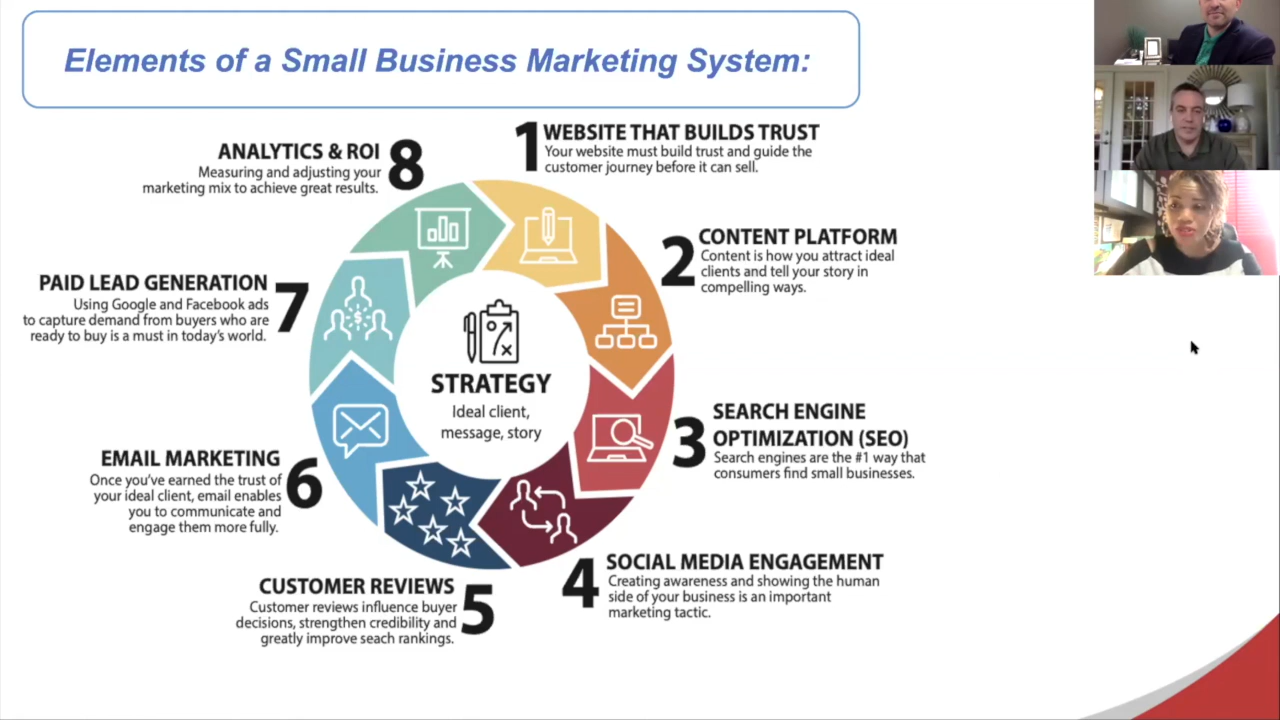 Elements of a Small Business Marketing System:
1
WEBSITE THAT BUILDS TRUST
Your website must build trust and guide the
customer journey before it can sell.
2
CONTENT PLATFORM
Content is how you attract ideal
clients and tell your story in
compelling ways.
3
SEARCH ENGINE
OPTIMIZATION (SEO)
Search engines are the #1 way that
consumers find small businesses.
4
SOCIAL MEDIA ENGAGEMENT
Creating awareness and showing the human
side of your business is an important
marketing tactic.
5
CUSTOMER REVIEWS
Customer reviews influence buyer
decisions, strengthen credibility and
greatly improve seach rankings.
6
EMAIL MARKETING
Once you've earned the trust of
your ideal client, email enables
you to communicate and
engage them more fully.
7
PAID LEAD GENERATION
Using Google and Facebook ads
to capture demand from buyers who are
ready to buy is a must in today's world.
8
ANALYTICS & ROI
Measuring and adjusting your
marketing mix to achieve great results.
STRATEGY
Ideal client,
message, story
$